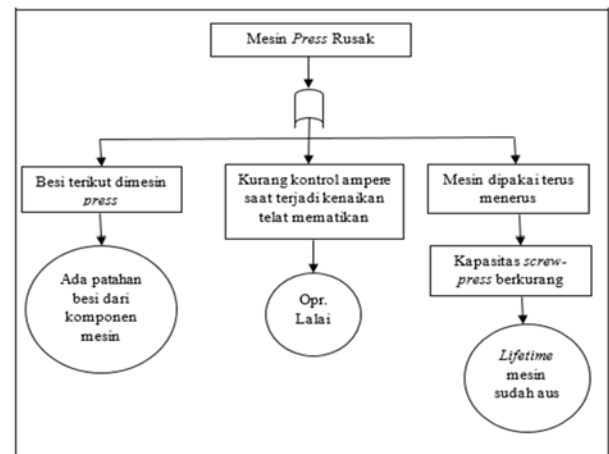 Mesin Press Rusak
Besi terikut dimesin
press
Kurang kontrol ampere
saat terjadi kenaikan
telat mematikan
Mesin dipakai terus
menerus
Ada patahan
besi dari
komponen
mesin
Opr.
Lalai
Kapasitas screw-
press berkurang
Lifetime
mesin
sudah aus